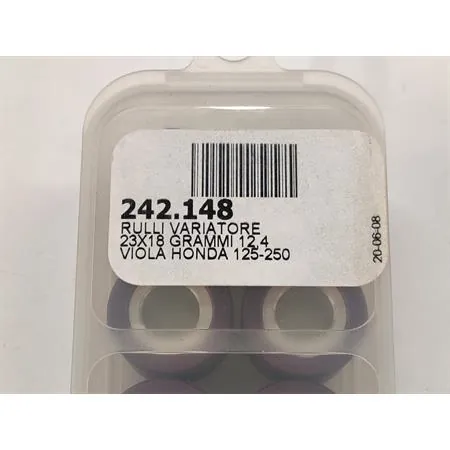 242.148
RULLI VARIATORE
23X18 GRAMMI 12,4
VIOLA HONDA 125-250
20-06-08